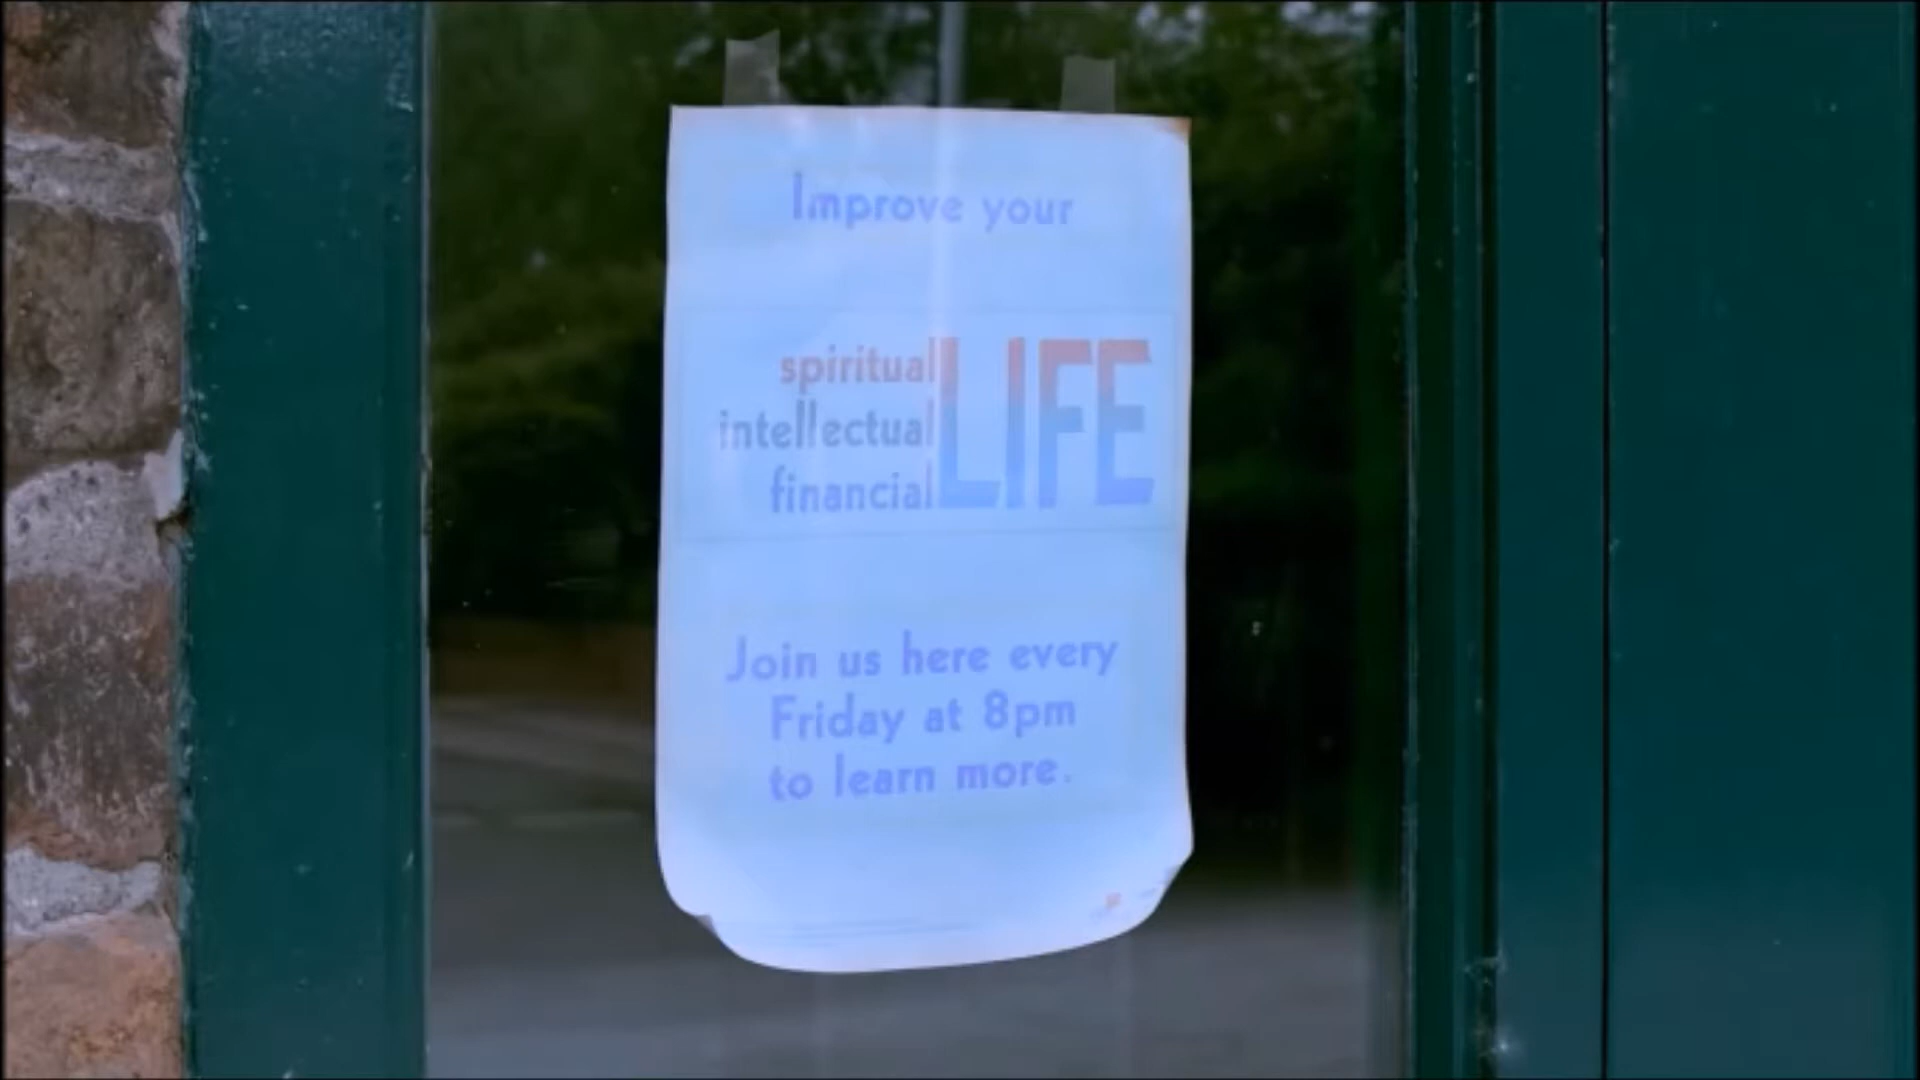 Improve your
spiritual
intellectual
financial
LIFE
Join us here every
Friday at 8pm
to learn more.